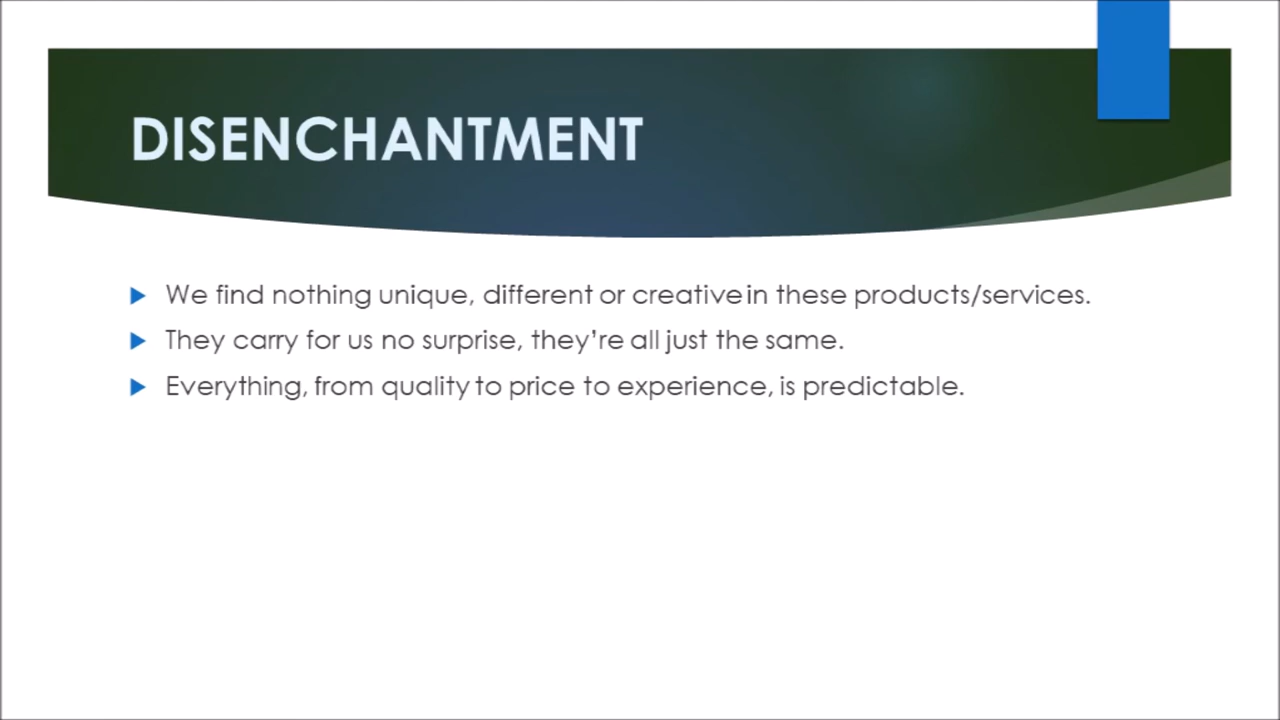 DISENCHANTMENT
We find nothing unique, different or creative in these products/services.
They carry for us no surprise, they’re all just the same.
Everything, from quality to price to experience, is predictable.